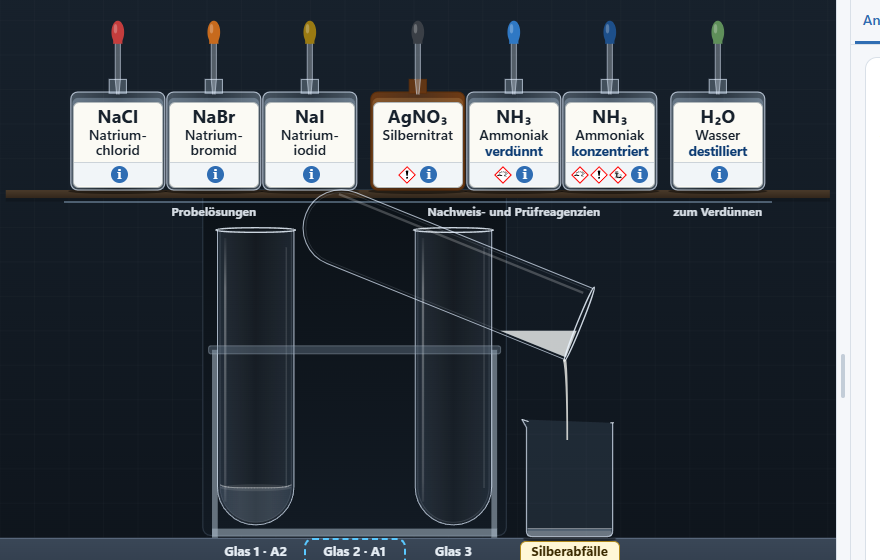 An
NaCl
Natrium-
chlorid
NaBr
Natrium-
bromid
NaI
Natrium-
iodid
AgNO₃
Silbernitrat
NH₃
Ammoniak
verdünnt
NH₃
Ammoniak
konzentriert
H₂O
Wasser
destilliert
Probelösungen
Nachweis- und Prüfreagenzien
zum Verdünnen
Glas 1 · A2
Glas 2 · A1
Glas 3
Silberabfälle